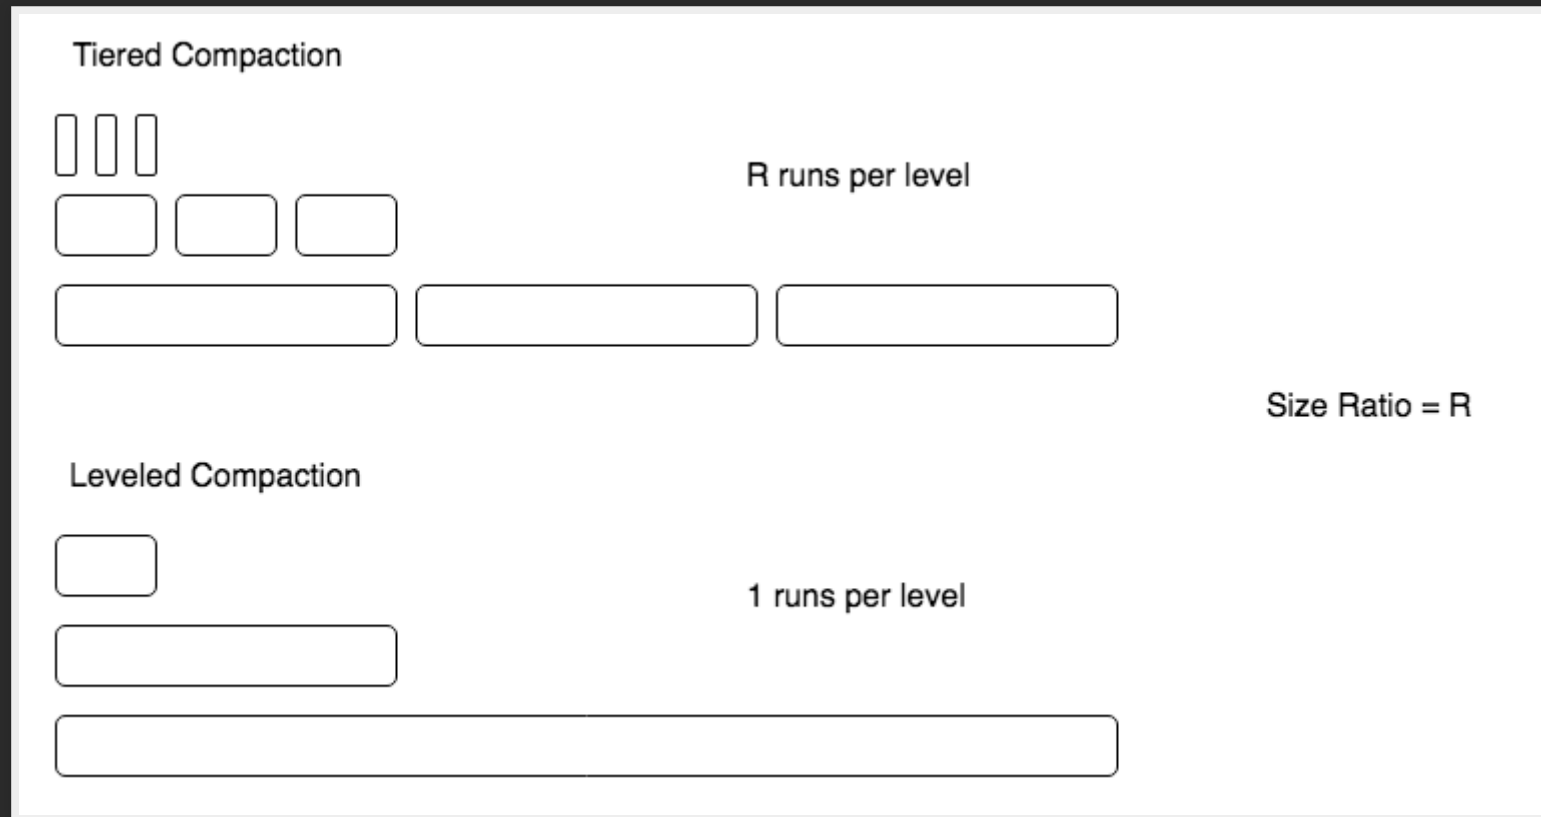 Tiered Compaction
R runs per level
Size Ratio = R
Leveled Compaction
1 runs per level